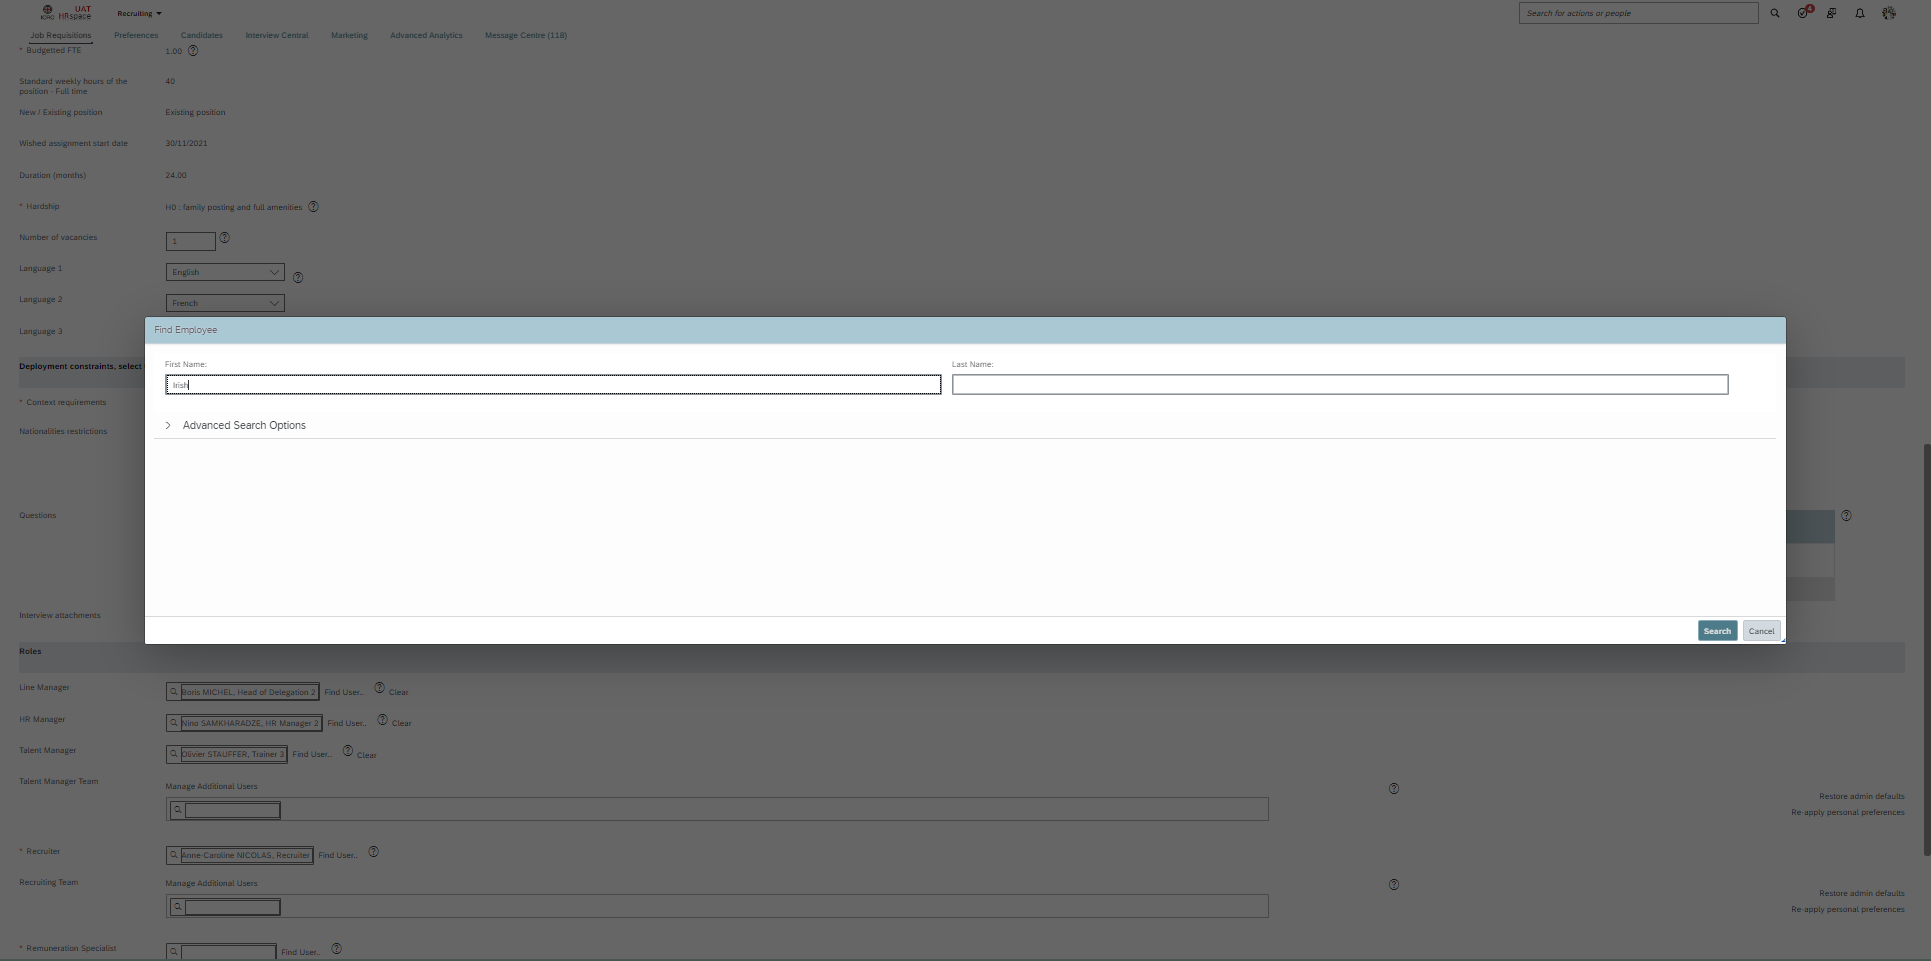 UAT
ICRC HRspace
Recruiting
Search for actions or people
4
Job Requisitions Preferences Candidates Interview Central Marketing Advanced Analytics Message Centre (118)
* Budgetted FTE 1.00
Standard weekly hours of the position - Full time 40
New / Existing position Existing position
Wished assignment start date 30/11/2021
Duration (months) 24.00
* Hardship H0 : family posting and full amenities
Number of vacancies 1
Language 1 English
Language 2 French
Language 3
Find Employee
First Name: Last Name:
Irish
Advanced Search Options
Search Cancel
Deployment constraints, select
* Context requirements
Nationalities restrictions
Questions
Interview attachments
Roles
Line Manager Boris MICHEL, Head of Delegation 2 Find User... Clear
HR Manager Nino SAMKHARADZE, HR Manager 2 Find User... Clear
Talent Manager Olivier STAUFFER, Trainer 3 Find User... Clear
Talent Manager Team Manage Additional Users
Restore admin defaults
Re-apply personal preferences
* Recruiter Anne-Caroline NICOLAS, Recruiter Find User...
Recruiting Team Manage Additional Users
Restore admin defaults
Re-apply personal preferences
* Remuneration Specialist Find User...